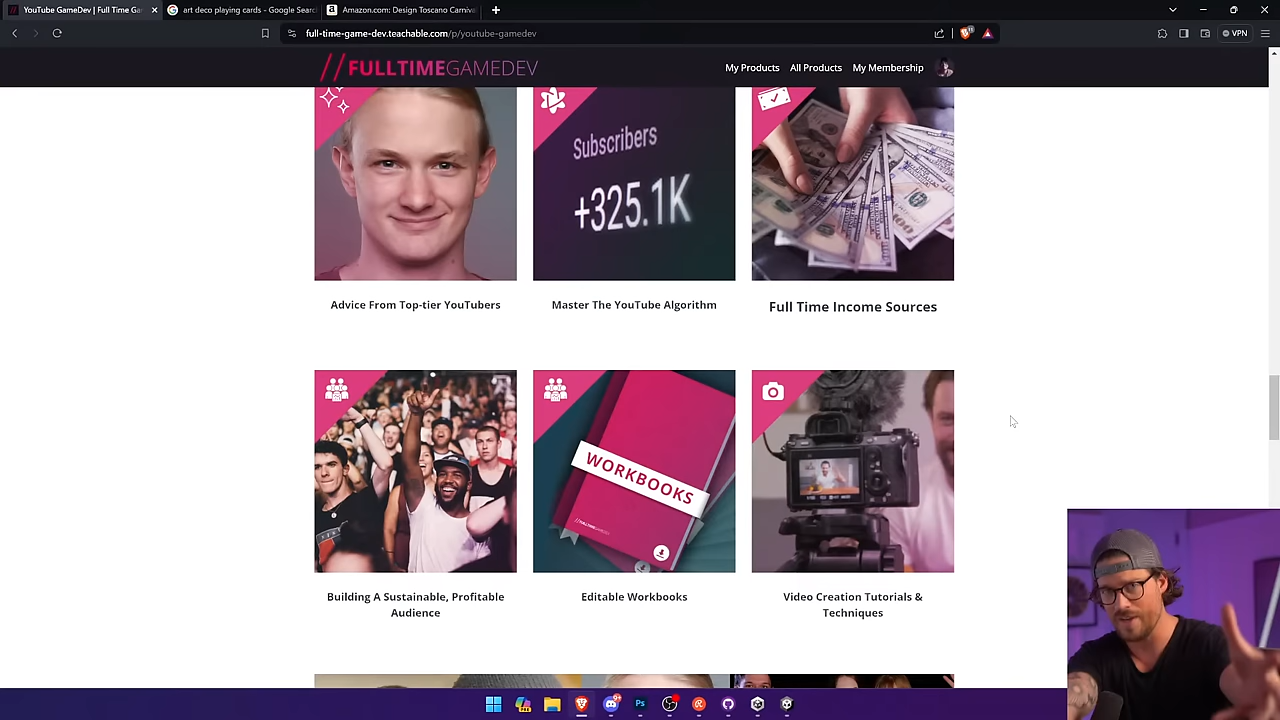 YouTube GameDev | Full Time Ga
art deco playing cards - Google Search
Amazon.com: Design Toscano Carniva
full-time-game-dev.teachable.com/p/youtube-gamedev
VPN
//FULLTIMEGAMEDEV
My Products
All Products
My Membership
Subscribers
+325.1K
Advice From Top-tier YouTubers
Master The YouTube Algorithm
Full Time Income Sources
WORKBOOKS
//FULLTIMEGAMEDEV
Building A Sustainable, Profitable
Audience
Editable Workbooks
Video Creation Tutorials &
Techniques